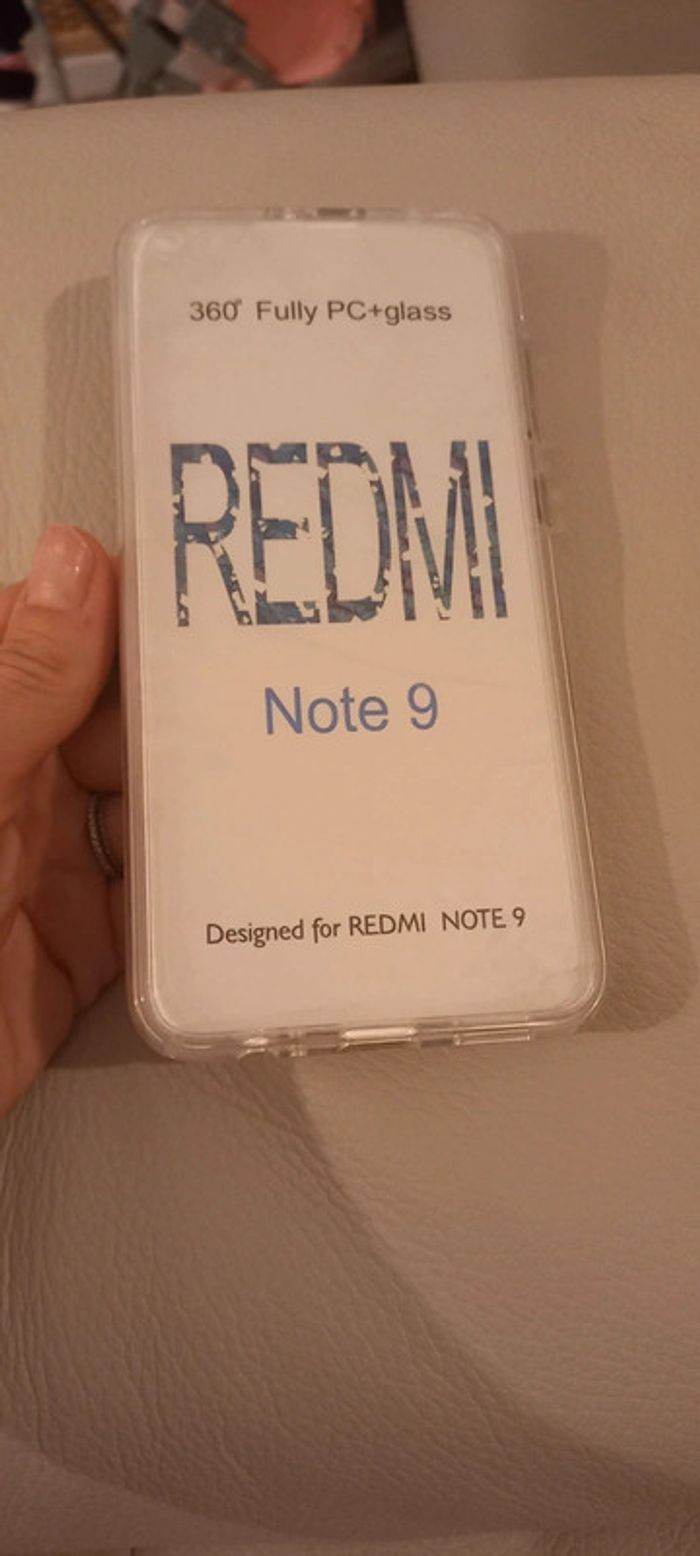 360° Fully PC+glass
REDMI
Note 9
Designed for REDMI NOTE 9